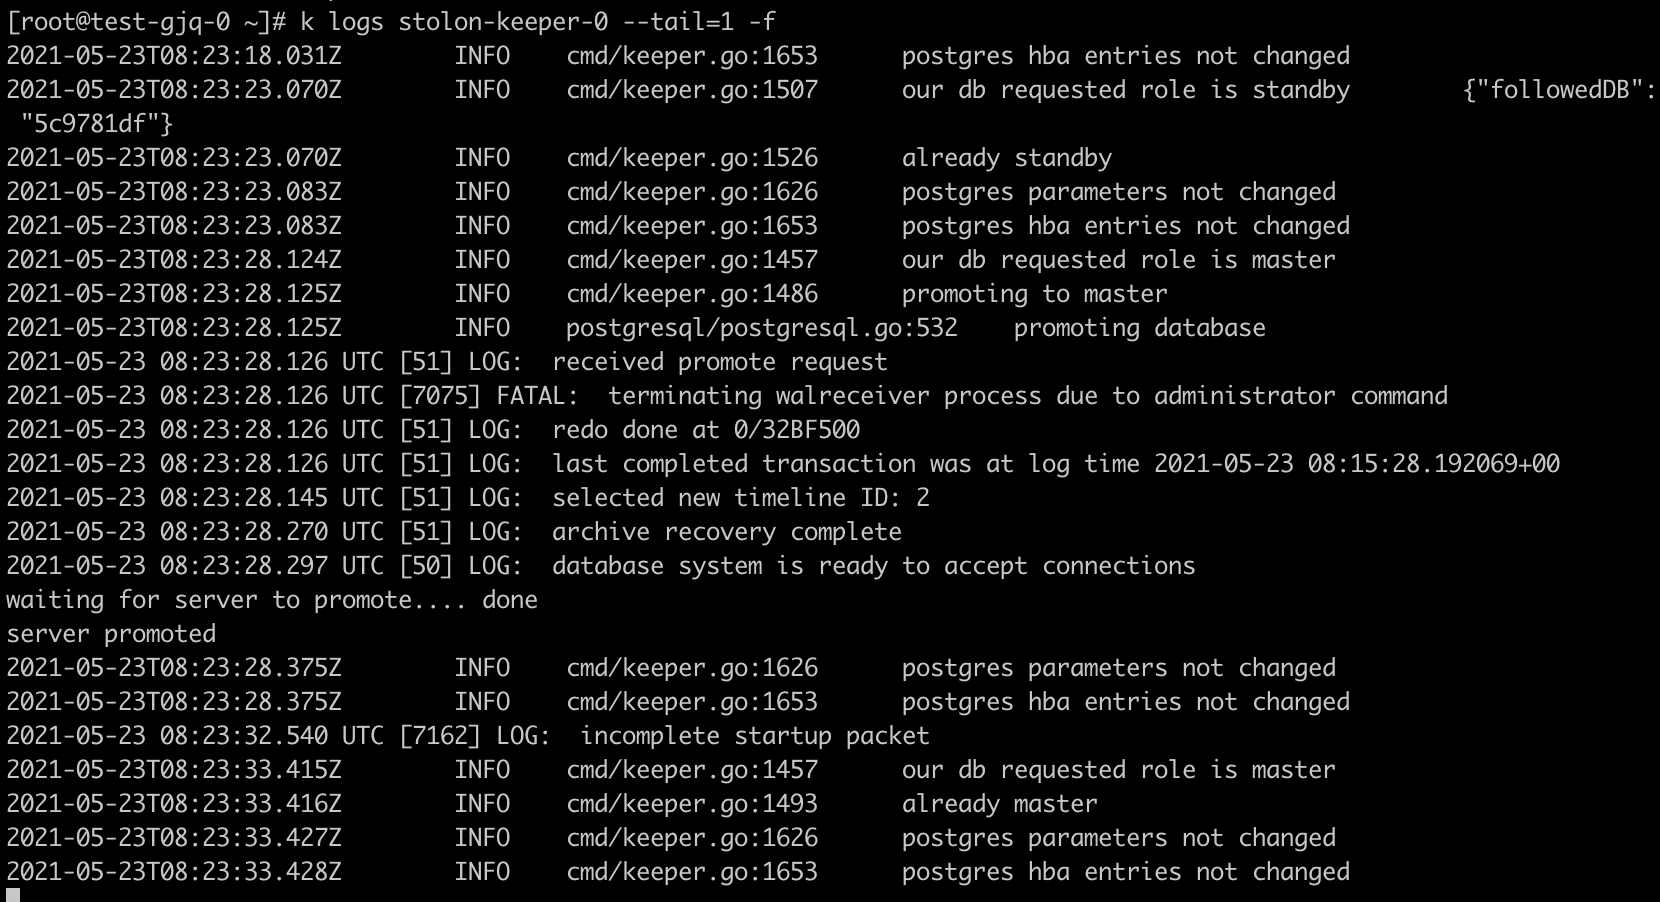 [root@test-gjq-0 ~]# k logs stolon-keeper-0 --tail=1 -f
2021-05-23T08:23:18.031Z        INFO    cmd/keeper.go:1653      postgres hba entries not changed
2021-05-23T08:23:23.070Z        INFO    cmd/keeper.go:1507      our db requested role is standby        {"followedDB":
 "5c9781df"}
2021-05-23T08:23:23.070Z        INFO    cmd/keeper.go:1526      already standby
2021-05-23T08:23:23.083Z        INFO    cmd/keeper.go:1626      postgres parameters not changed
2021-05-23T08:23:23.083Z        INFO    cmd/keeper.go:1653      postgres hba entries not changed
2021-05-23T08:23:28.124Z        INFO    cmd/keeper.go:1457      our db requested role is master
2021-05-23T08:23:28.125Z        INFO    cmd/keeper.go:1486      promoting to master
2021-05-23T08:23:28.125Z        INFO    postgresql/postgresql.go:532    promoting database
2021-05-23 08:23:28.126 UTC [51] LOG:  received promote request
2021-05-23 08:23:28.126 UTC [7075] FATAL:  terminating walreceiver process due to administrator command
2021-05-23 08:23:28.126 UTC [51] LOG:  redo done at 0/32BF500
2021-05-23 08:23:28.126 UTC [51] LOG:  last completed transaction was at log time 2021-05-23 08:15:28.192069+00
2021-05-23 08:23:28.145 UTC [51] LOG:  selected new timeline ID: 2
2021-05-23 08:23:28.270 UTC [51] LOG:  archive recovery complete
2021-05-23 08:23:28.297 UTC [50] LOG:  database system is ready to accept connections
waiting for server to promote.... done
server promoted
2021-05-23T08:23:28.375Z        INFO    cmd/keeper.go:1626      postgres parameters not changed
2021-05-23T08:23:28.375Z        INFO    cmd/keeper.go:1653      postgres hba entries not changed
2021-05-23 08:23:32.540 UTC [7162] LOG:  incomplete startup packet
2021-05-23T08:23:33.415Z        INFO    cmd/keeper.go:1457      our db requested role is master
2021-05-23T08:23:33.416Z        INFO    cmd/keeper.go:1493      already master
2021-05-23T08:23:33.427Z        INFO    cmd/keeper.go:1626      postgres parameters not changed
2021-05-23T08:23:33.428Z        INFO    cmd/keeper.go:1653      postgres hba entries not changed